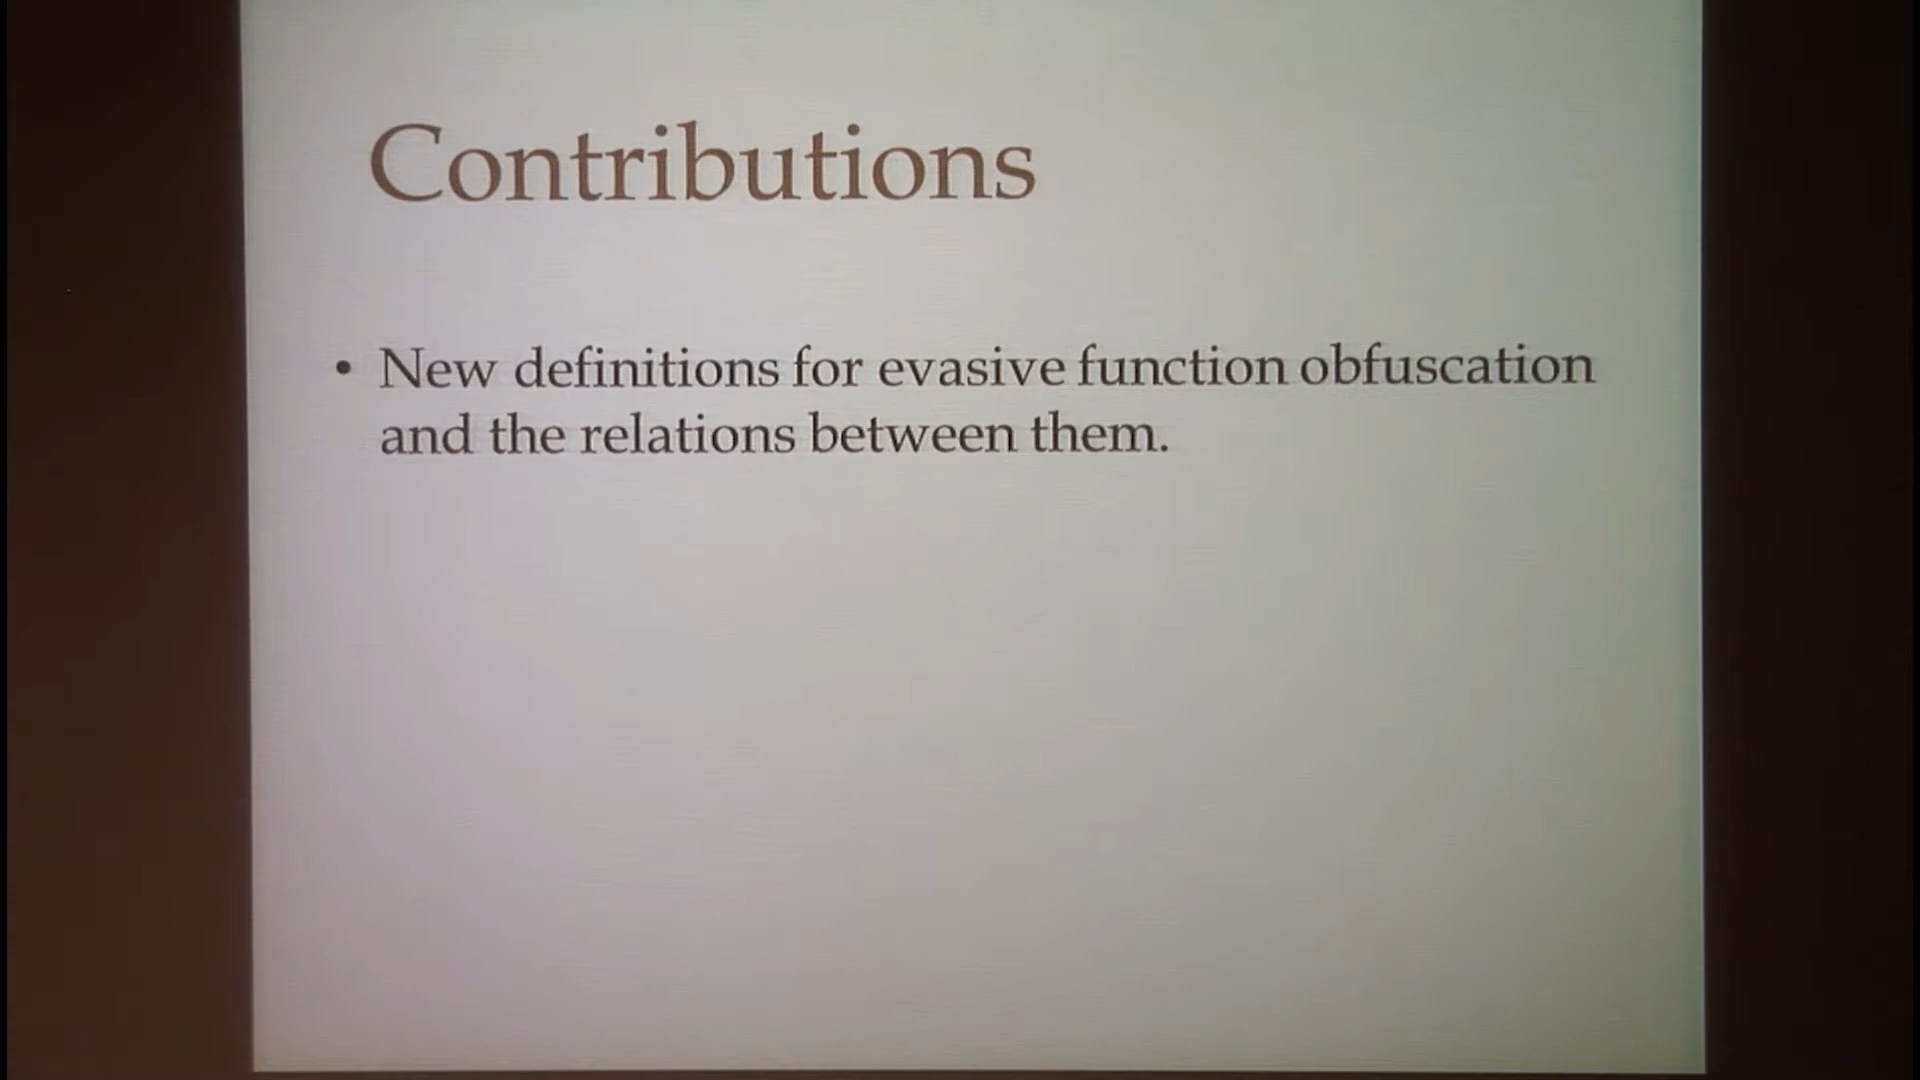 Contributions
• New definitions for evasive function obfuscation
and the relations between them.